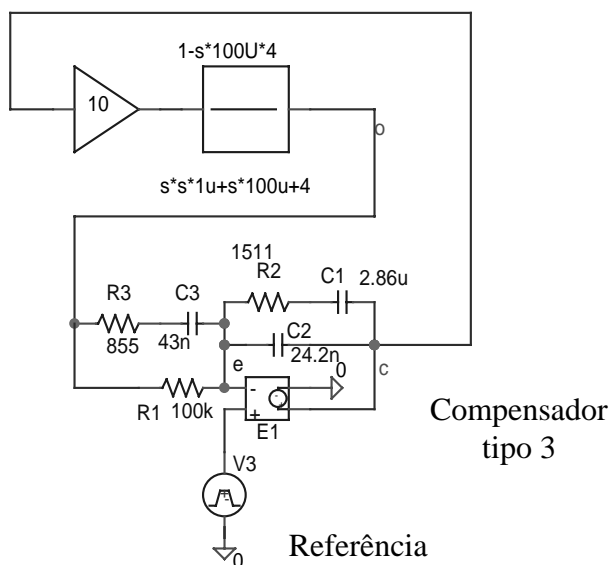 1-s*100U*4
10
o
s*s*1u+s*100u+4
1511
R2
C1
2.86u
R3
C3
855
43n
C2
24.2n
e
0
c
-
+
R1
100k
E1
Compensador
tipo 3
V3
Referência
0